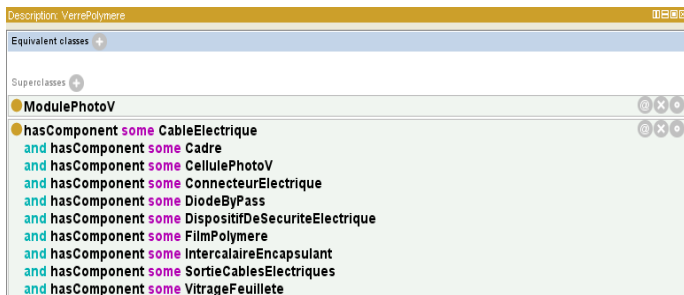 Description: VerrePolymere
Equivalent classes
Superclasses
ModulePhotoV
hasComponent some CableElectrique
and hasComponent some Cadre
and hasComponent some CellulePhotoV
and hasComponent some ConnecteurElectrique
and hasComponent some DiodeByPass
and hasComponent some DispositifDeSecuriteElectrique
and hasComponent some FilmPolymere
and hasComponent some IntercalaireEncapsulant
and hasComponent some SortieCablesElectriques
and hasComponent some VitrageFeuillete